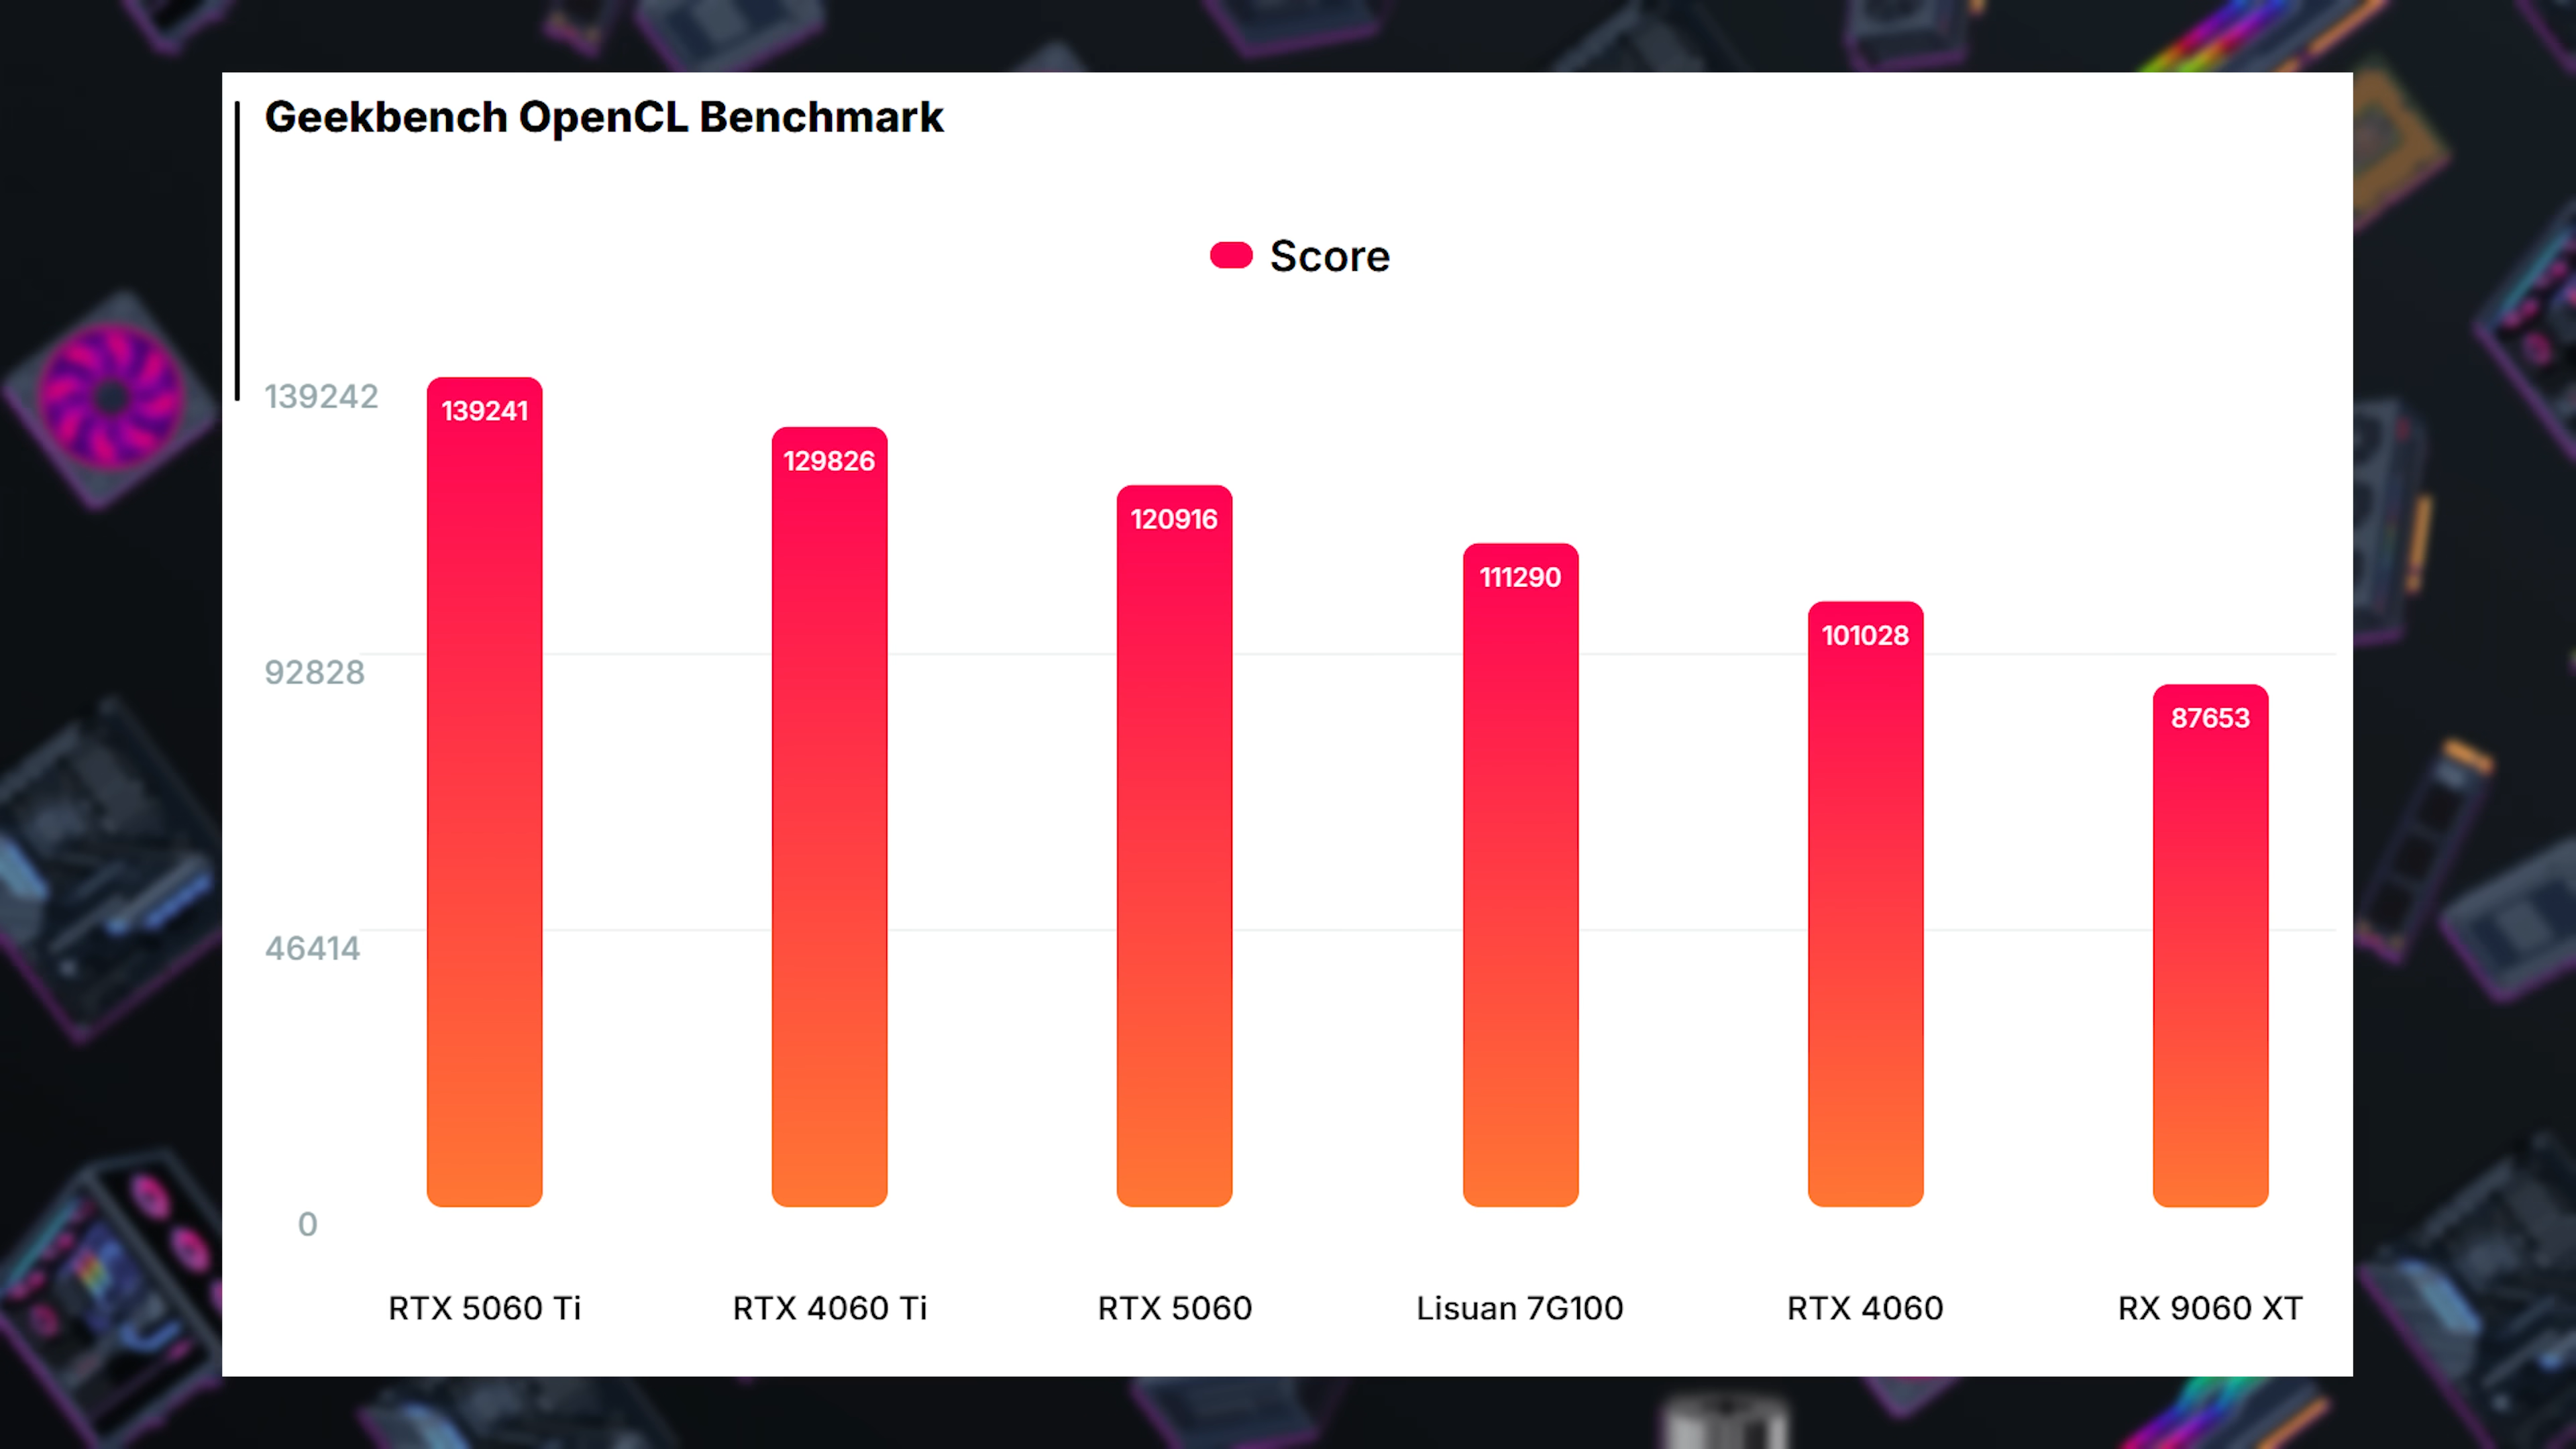 Geekbench OpenCL Benchmark
Score
139242
92828
46414
0
139241
129826
120916
111290
101028
87653
RTX 5060 Ti
RTX 4060 Ti
RTX 5060
Lisuan 7G100
RTX 4060
RX 9060 XT